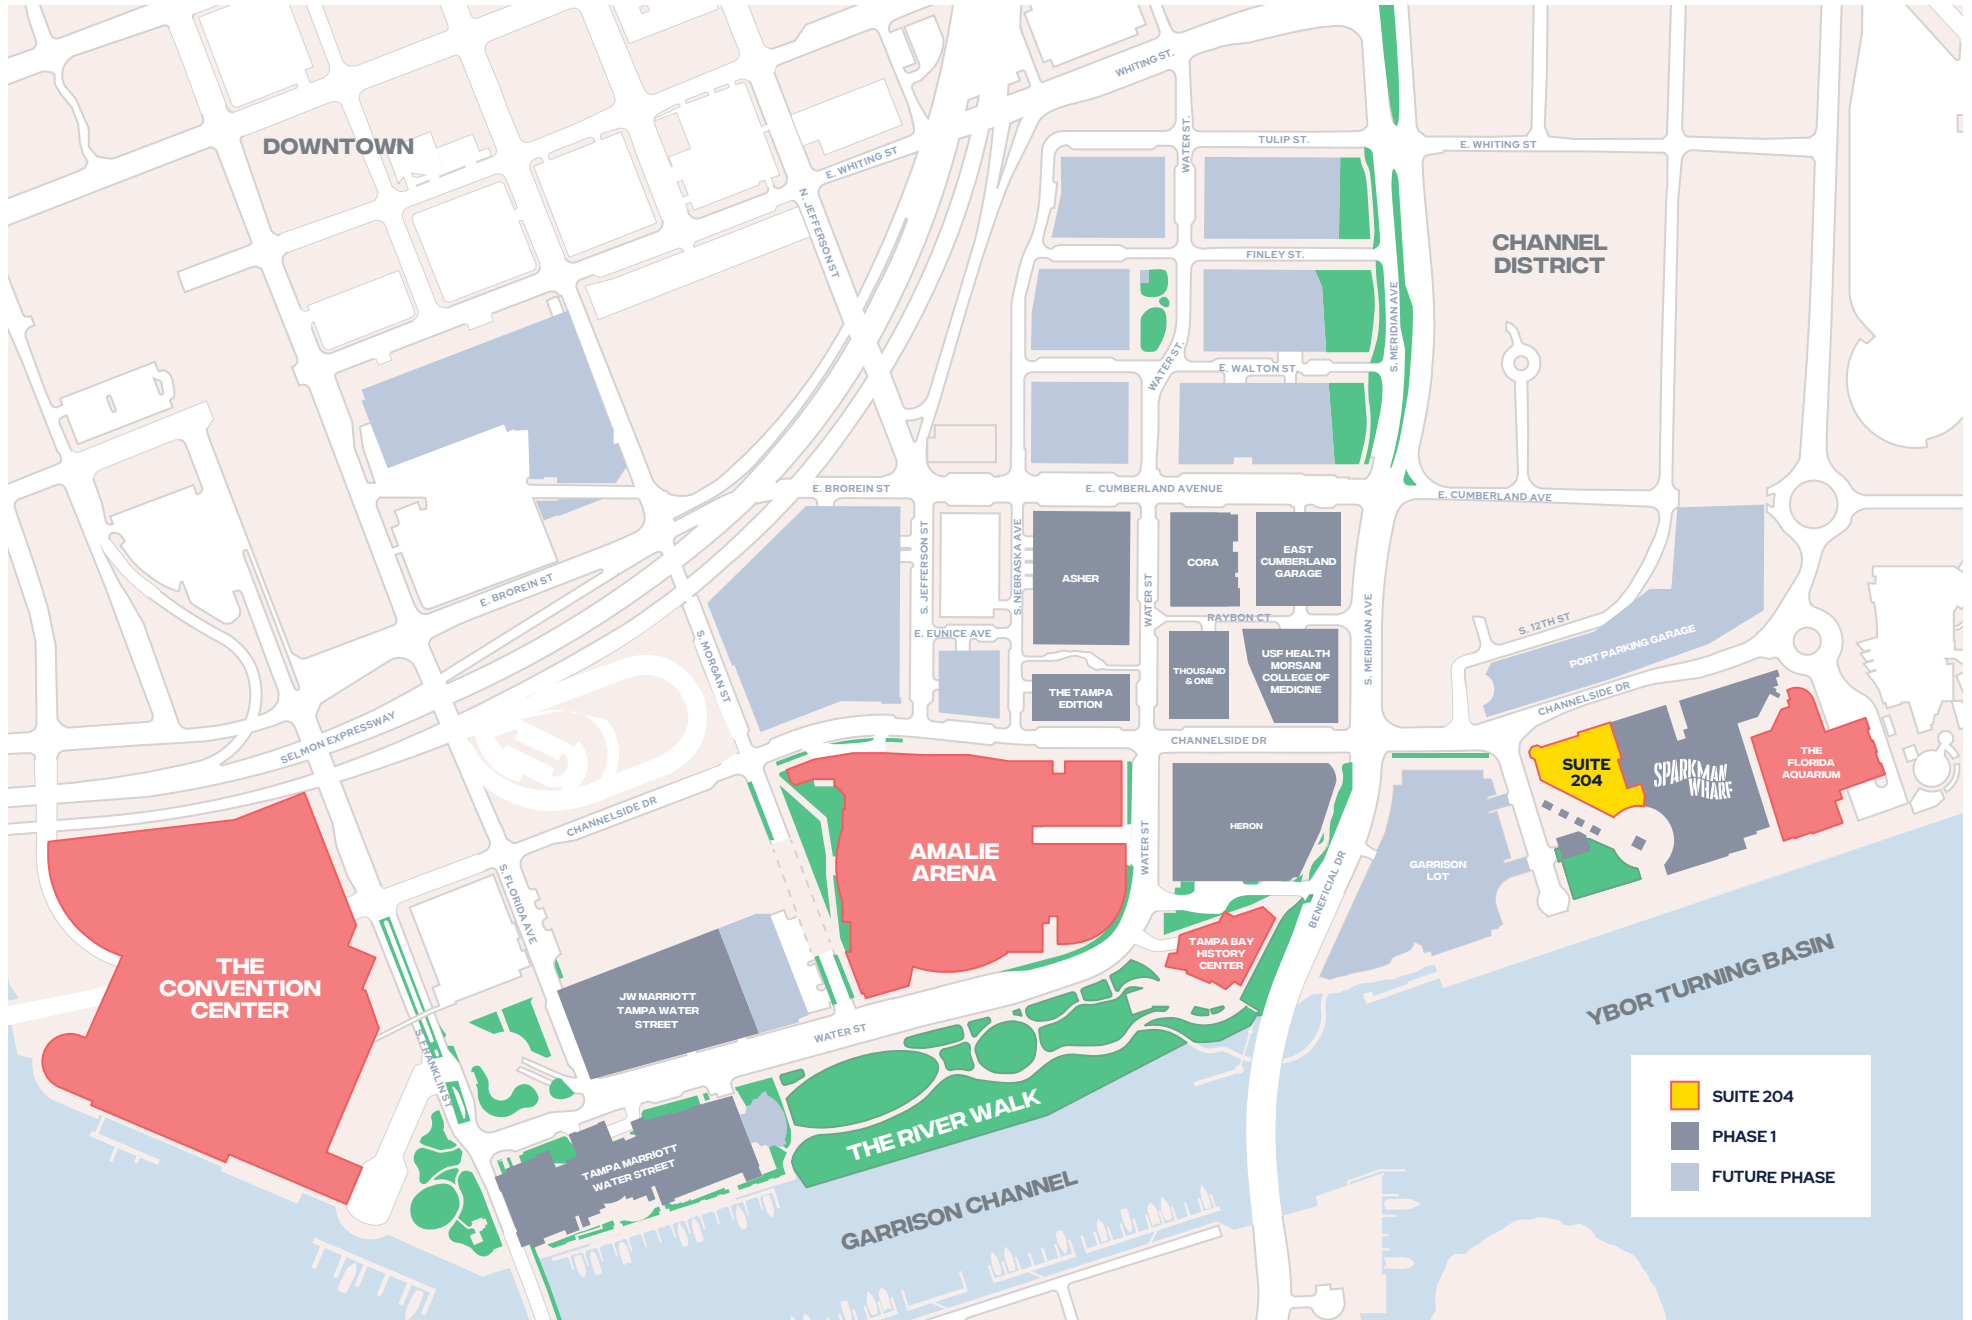 WHITING ST.
DOWNTOWN
WATER ST.
TULIP ST.
E. WHITING ST
E. WHITING ST
N. JEFFERSON ST
CHANNEL
DISTRICT
FINLEY ST.
S. MERIDIAN AVE
WATER ST.
E. WALTON ST.
E. BROREIN ST
E. CUMBERLAND AVENUE
E. CUMBERLAND AVE
S. JEFFERSON ST
S. NEBRASKA AVE
ASHER
CORA
EAST
CUMBERLAND
GARAGE
E. BROREIN ST
WATER ST
RAYBON CT
S. MERIDIAN AVE
S. 12TH ST
E. EUNICE AVE
PORT PARKING GARAGE
S. MORGAN ST
THE TAMPA
EDITION
THOUSAND
& ONE
USF HEALTH
MORSANI
COLLEGE OF
MEDICINE
CHANNELSIDE DR
SELMON EXPRESSWAY
CHANNELSIDE DR
SUITE
204
SPARKMAN
WHARF
THE
FLORIDA
AQUARIUM
CHANNELSIDE DR
AMALIE
ARENA
WATER ST
HERON
BENEFICIAL DR
GARRISON
LOT
S. FLORIDA AVE
THE
CONVENTION
CENTER
TAMPA BAY
HISTORY
CENTER
JW MARRIOTT
TAMPA WATER
STREET
YBOR TURNING BASIN
WATER ST
S. FRANKLIN ST
THE RIVER WALK
TAMPA MARRIOTT
WATER STREET
GARRISON CHANNEL
SUITE 204
PHASE 1
FUTURE PHASE